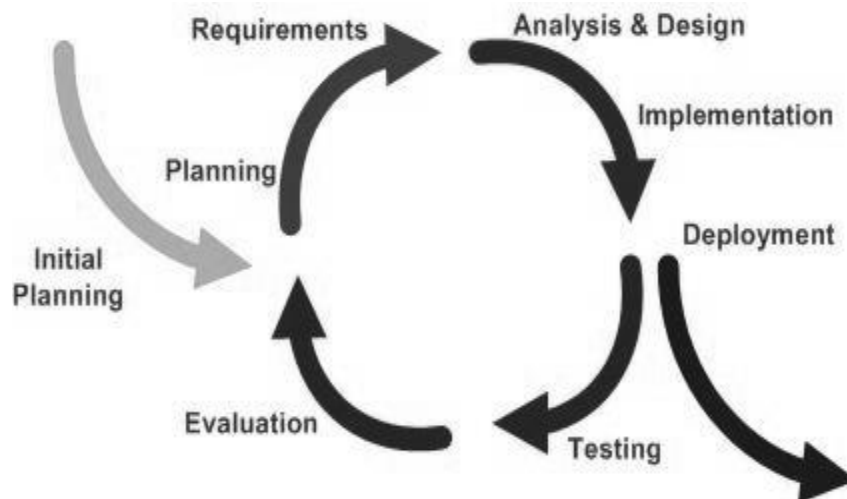 Requirements
Analysis & Design
Implementation
Planning
Deployment
Initial
Planning
Evaluation
Testing